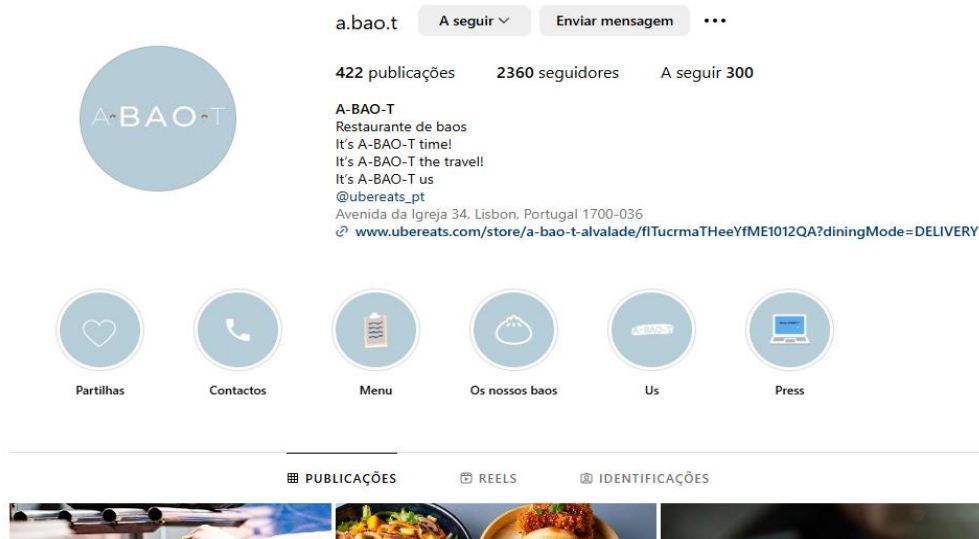 a.bao.t A seguir Enviar mensagem
422 publicações 2360 seguidores A seguir 300
A-BAO-T
A-BAO-T
Restaurante de baos
It's A-BAO-T time!
It's A-BAO-T the travel!
It's A-BAO-T us
@ubereats_pt
Avenida da Igreja 34, Lisbon, Portugal 1700-036
www.ubereats.com/store/a-bao-t-alvalade/flTucrmaTHeeYfME1012QA?diningMode=DELIVERY
A-BAO-T
Partilhas Contactos Menu Os nossos baos Us Press
PUBLICAÇÕES REELS IDENTIFICAÇÕES